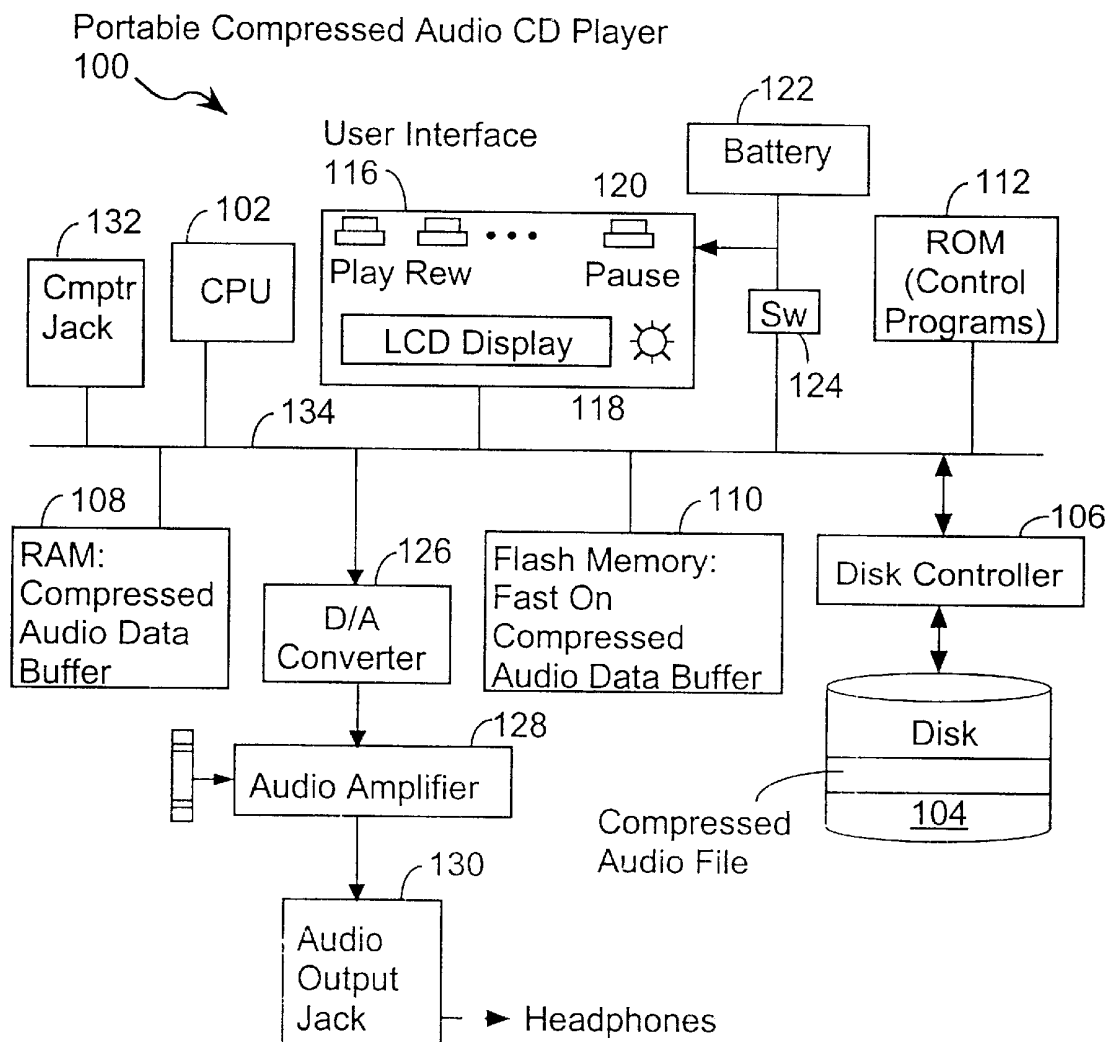 Portable Compressed Audio CD Player
100
User Interface
116
120
122
Battery
112
ROM
(Control
Programs)
132
Cmptr
Jack
102
CPU
Play Rew •••
Pause
LCD Display
118
Sw
124
134
108
RAM:
Compressed
Audio Data
Buffer
126
D/A
Converter
110
Flash Memory:
Fast On
Compressed
Audio Data Buffer
106
Disk Controller
Disk
104
Compressed
Audio File
128
Audio Amplifier
130
Audio
Output
Jack
Headphones